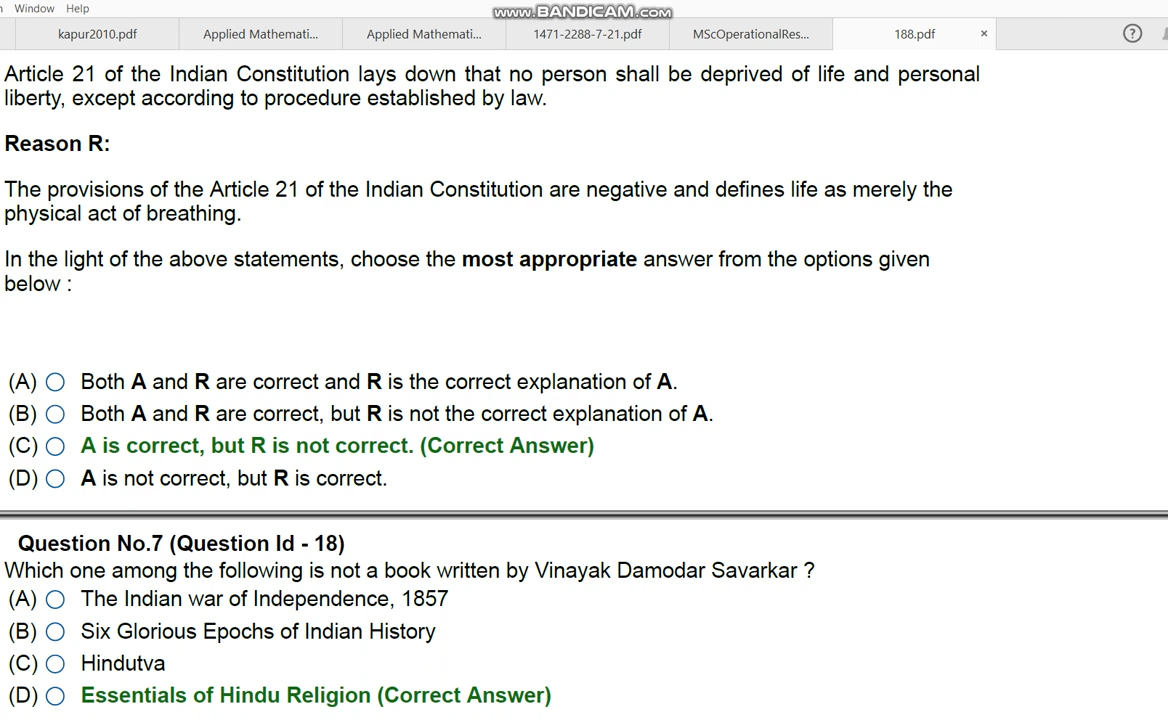 Window Help
www.BANDICAM.com
kapur2010.pdf Applied Mathemati... Applied Mathemati... 1471-2288-7-21.pdf MScOperationalRes... 188.pdf ×
Article 21 of the Indian Constitution lays down that no person shall be deprived of life and personal
liberty, except according to procedure established by law.
Reason R:
The provisions of the Article 21 of the Indian Constitution are negative and defines life as merely the
physical act of breathing.
In the light of the above statements, choose the most appropriate answer from the options given
below :
(A) Both A and R are correct and R is the correct explanation of A.
(B) Both A and R are correct, but R is not the correct explanation of A.
(C) A is correct, but R is not correct. (Correct Answer)
(D) A is not correct, but R is correct.
Question No.7 (Question Id - 18)
Which one among the following is not a book written by Vinayak Damodar Savarkar ?
(A) The Indian war of Independence, 1857
(B) Six Glorious Epochs of Indian History
(C) Hindutva
(D) Essentials of Hindu Religion (Correct Answer)